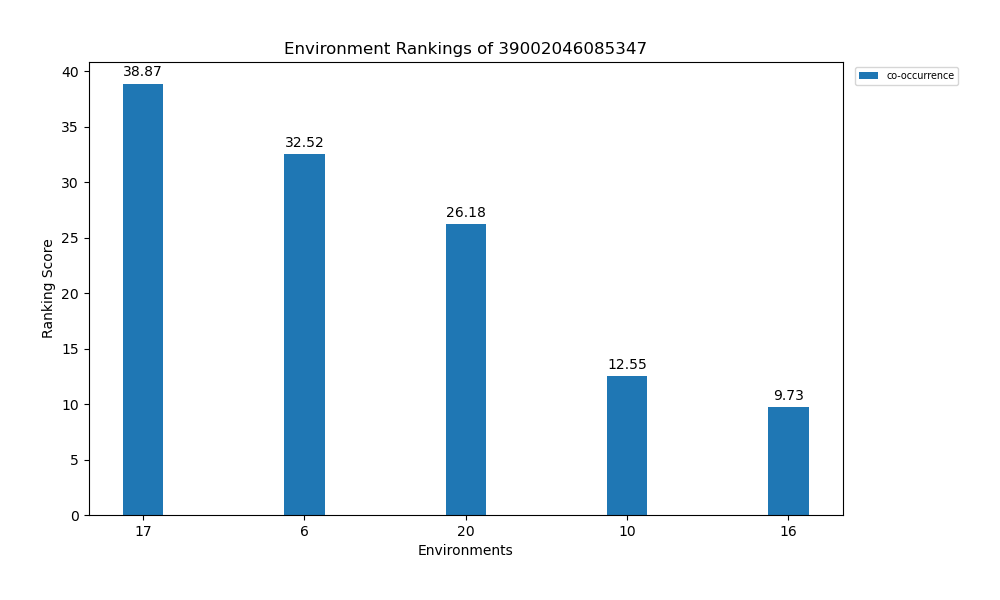 Environment Rankings of 39002046085347
co-occurrence
38.87
32.52
26.18
12.55
9.73
40
35
30
25
20
15
10
5
0
Ranking Score
17 6 20 10 16
Environments